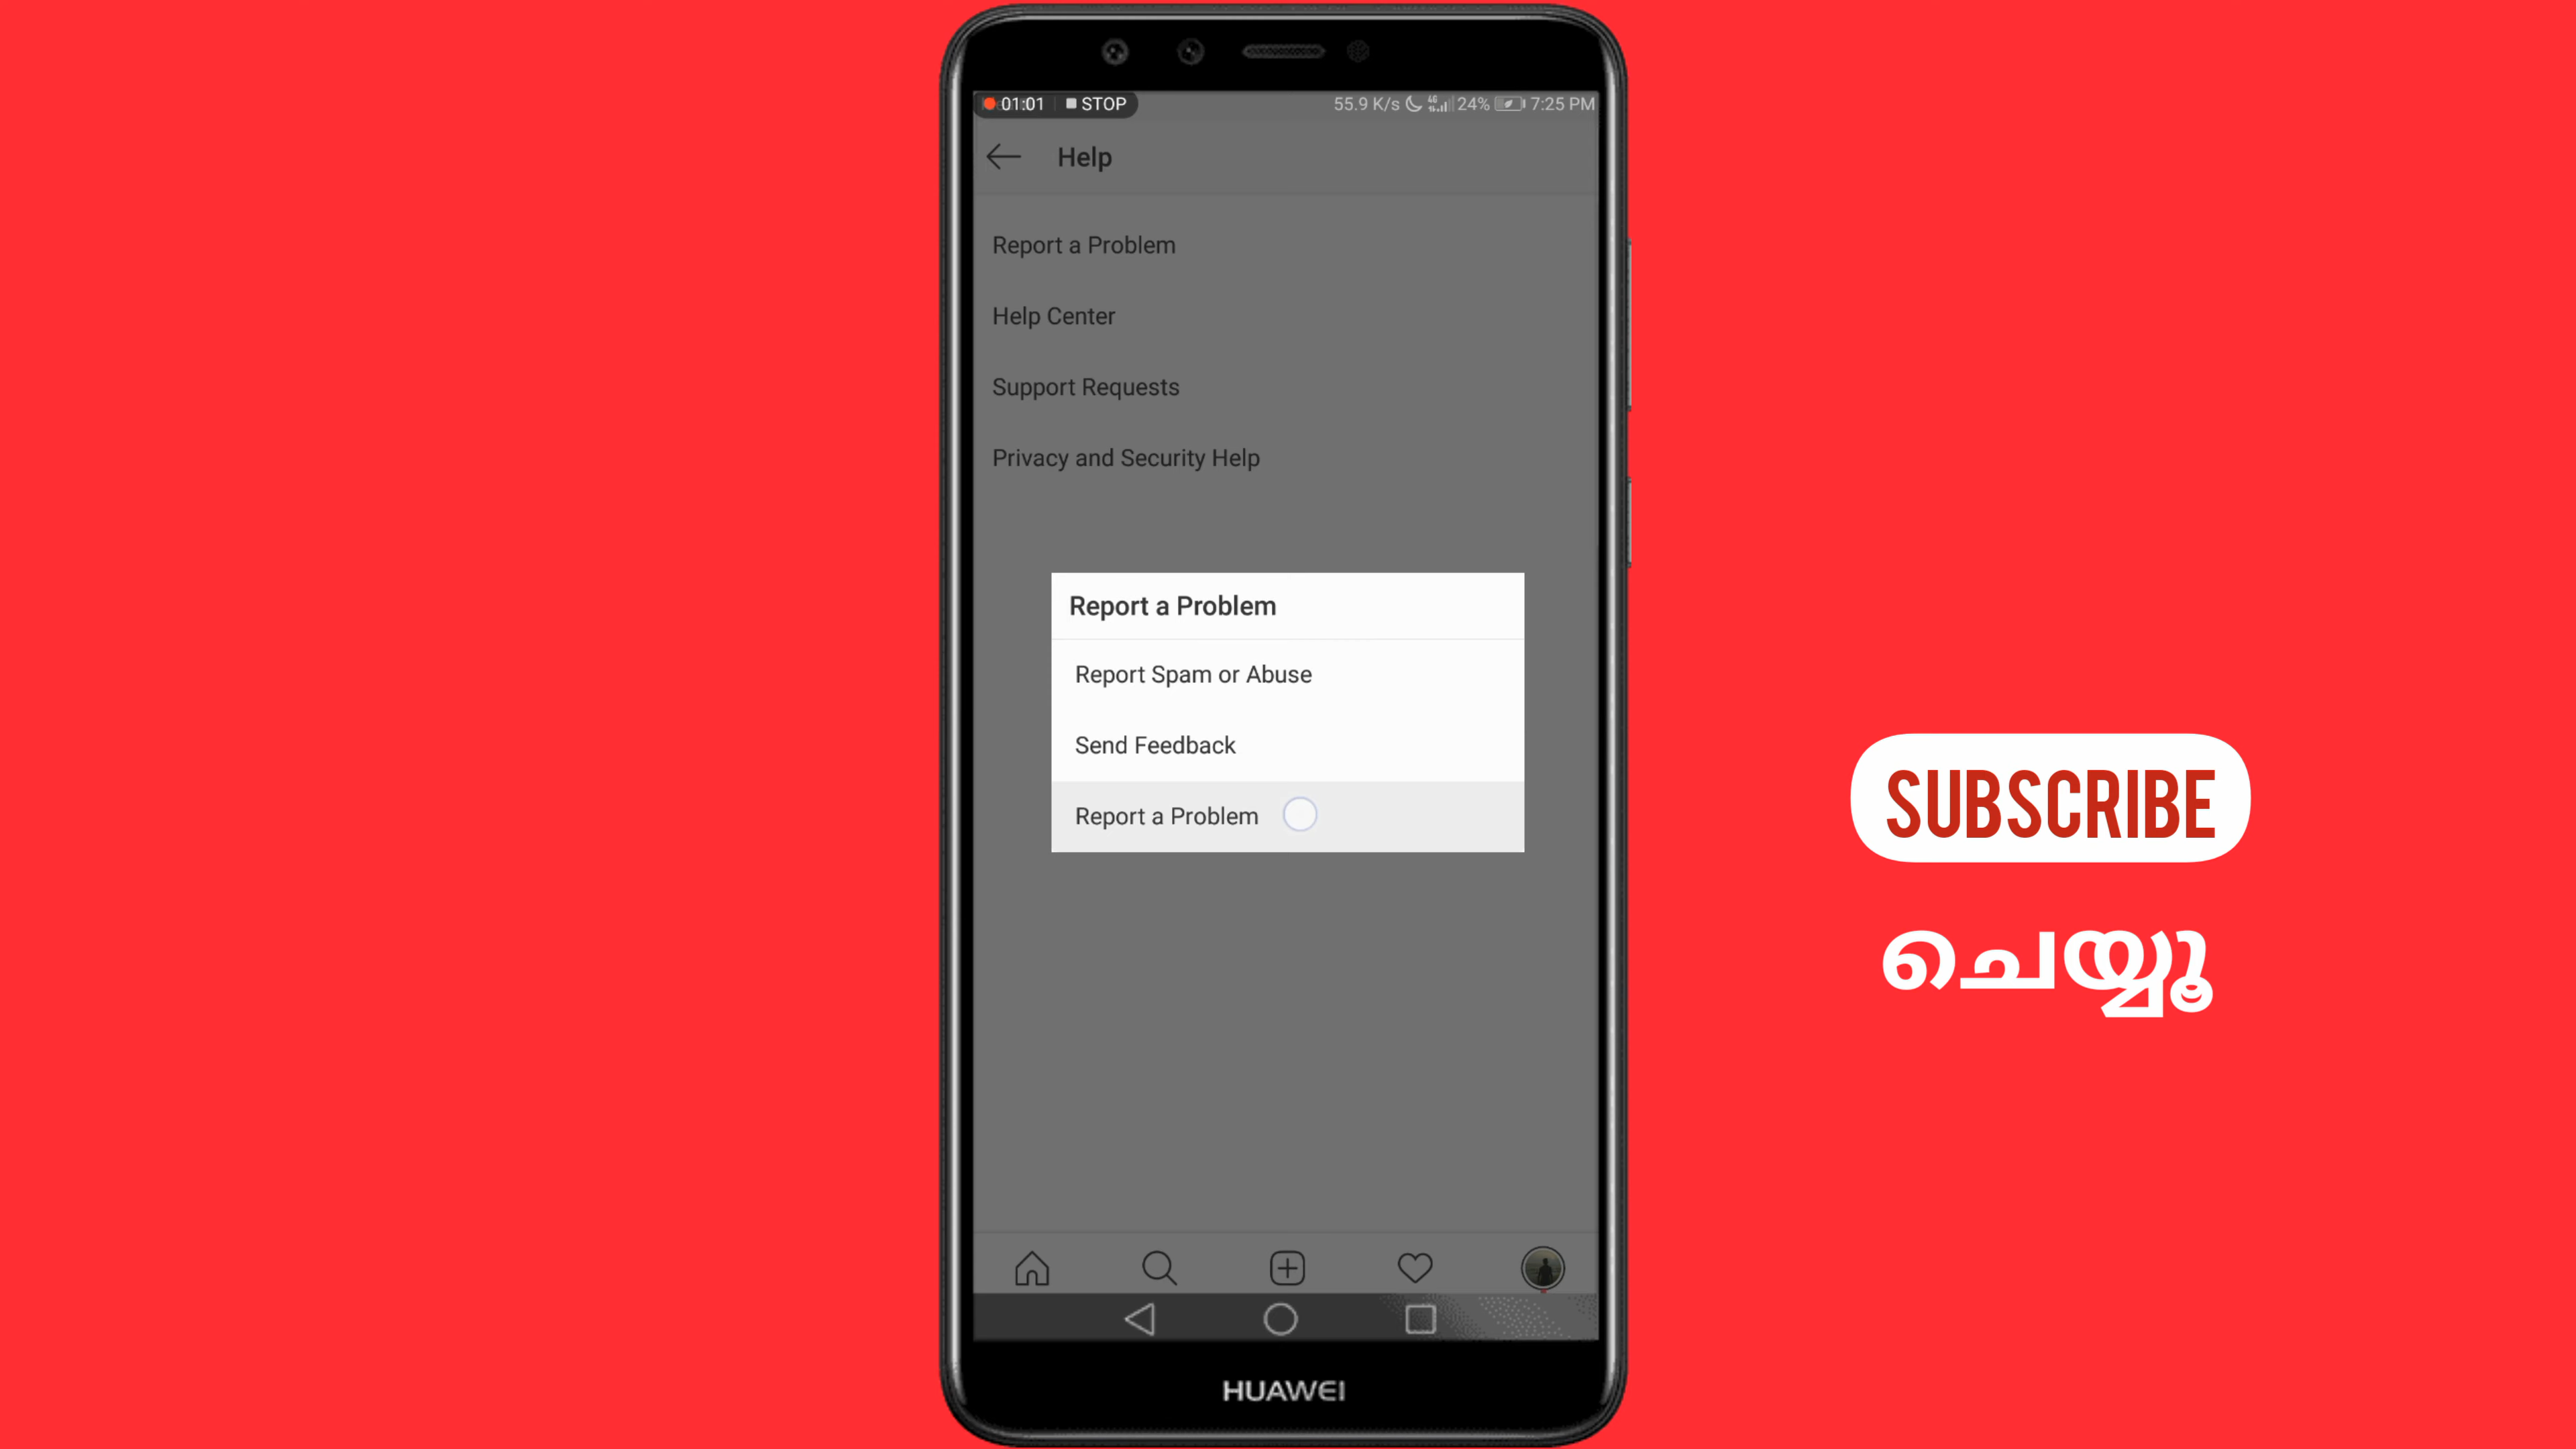 01:01 STOP 55.9 K/s 4G 24% 7:25 PM
Help
Report a Problem
Help Center
Support Requests
Privacy and Security Help
Report a Problem
Report Spam or Abuse
Send Feedback
Report a Problem
SUBSCRIBE
ചെയ്യൂ
HUAWEI